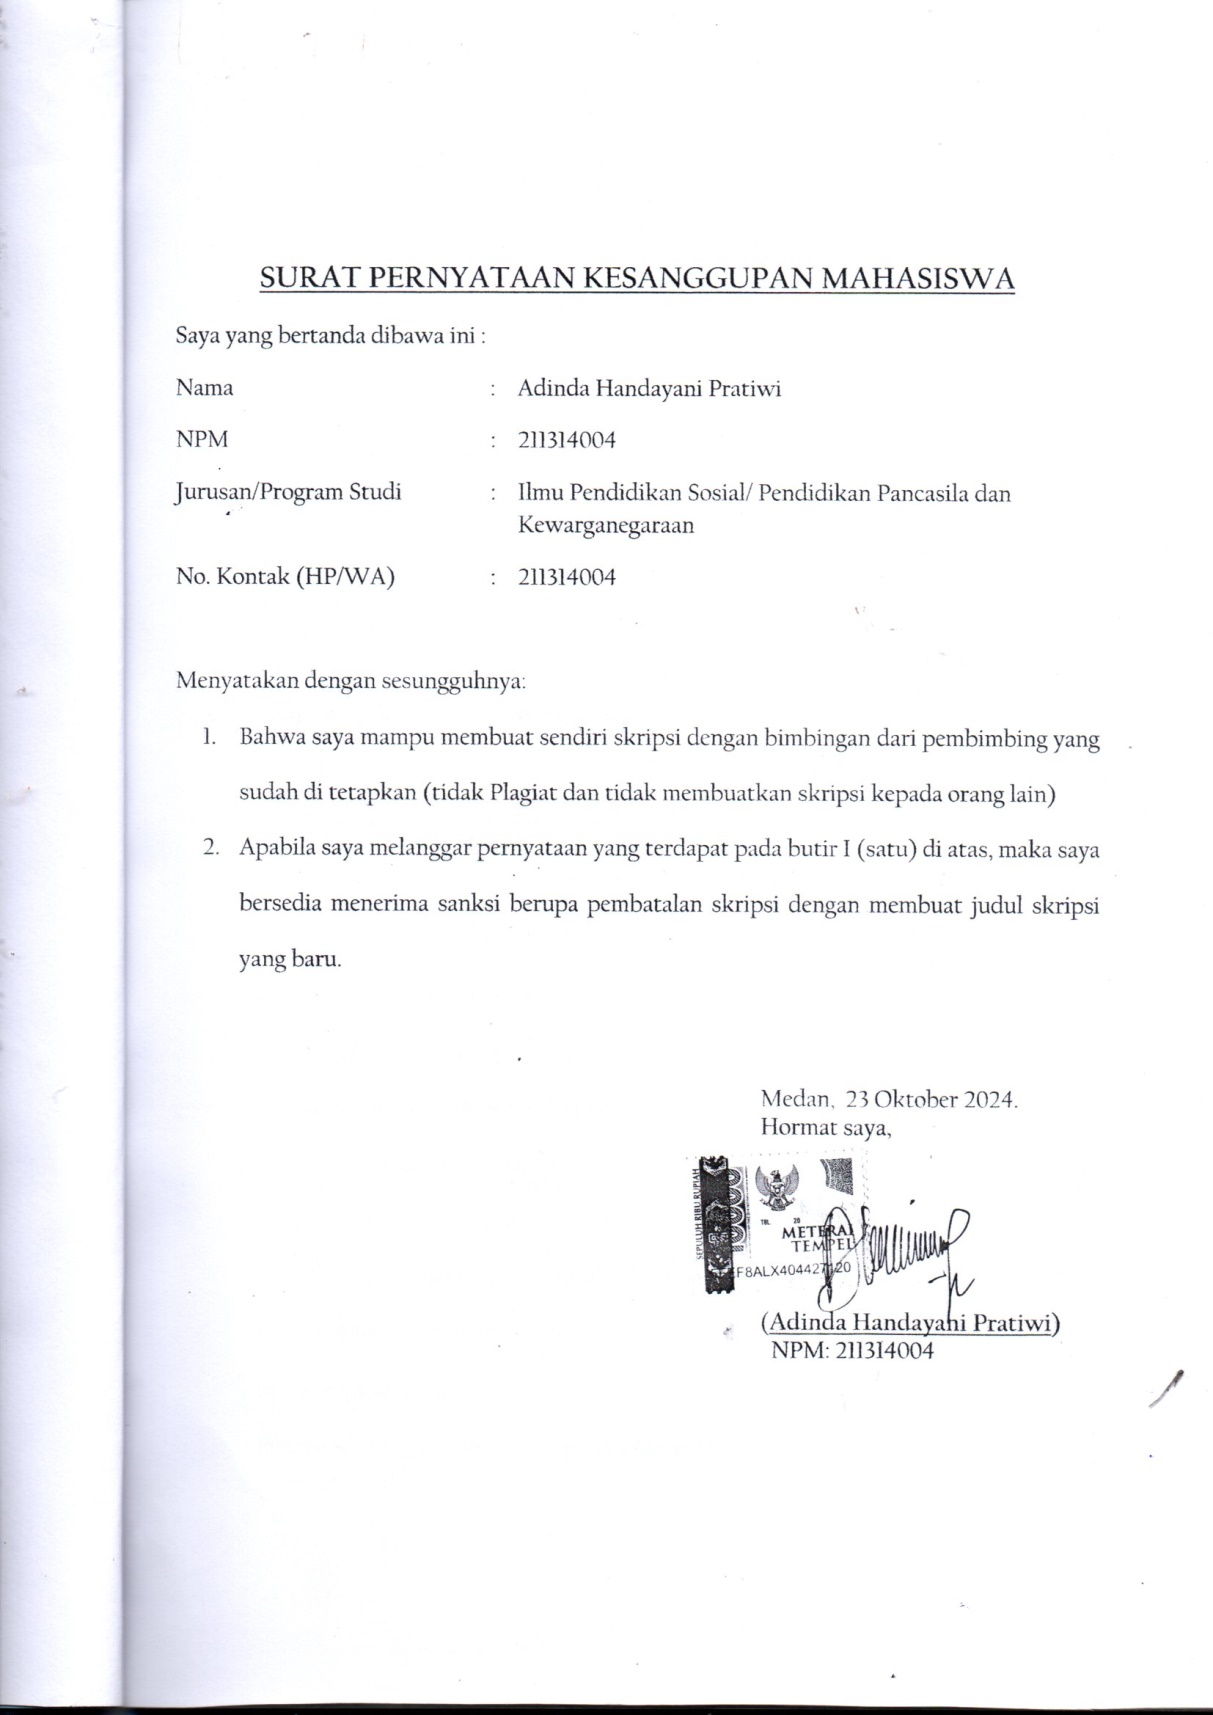 SURAT PERNYATAAN KESANGGUPAN MAHASISWA
Saya yang bertanda dibawa ini :
Nama : Adinda Handayani Pratiwi
NPM : 211314004
Jurusan/Program Studi : Ilmu Pendidikan Sosial/ Pendidikan Pancasila dan
Kewarganegaraan
No. Kontak (HP/WA) : 211314004
Menyatakan dengan sesungguhnya:
1. Bahwa saya mampu membuat sendiri skripsi dengan bimbingan dari pembimbing yang
sudah di tetapkan (tidak Plagiat dan tidak membuatkan skripsi kepada orang lain)
2. Apabila saya melanggar pernyataan yang terdapat pada butir I (satu) di atas, maka saya
bersedia menerima sanksi berupa pembatalan skripsi dengan membuat judul skripsi
yang baru.
Medan, 23 Oktober 2024.
Hormat saya,
SEPULUH RIBU RUPIAH
TGL. 20
METERAI
TEMPEL
(Adinda Handayani Pratiwi)
NPM: 211314004